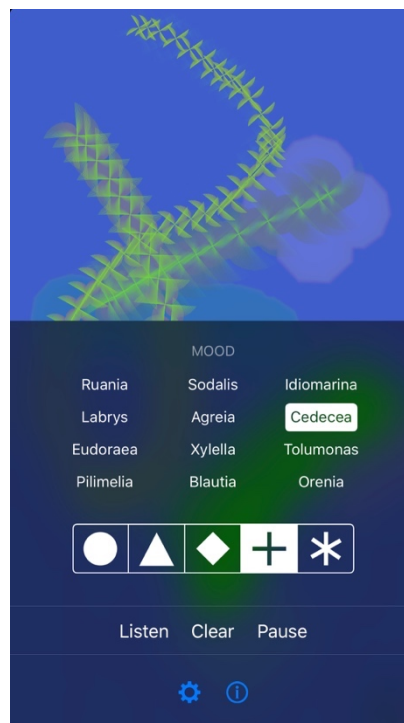 MOOD
Ruania Sodalis Idiomarina
Labrys Agreia Cedecea
Eudoraea Xylella Tolumonas
Pilimelia Blautia Orenia
Listen Clear Pause